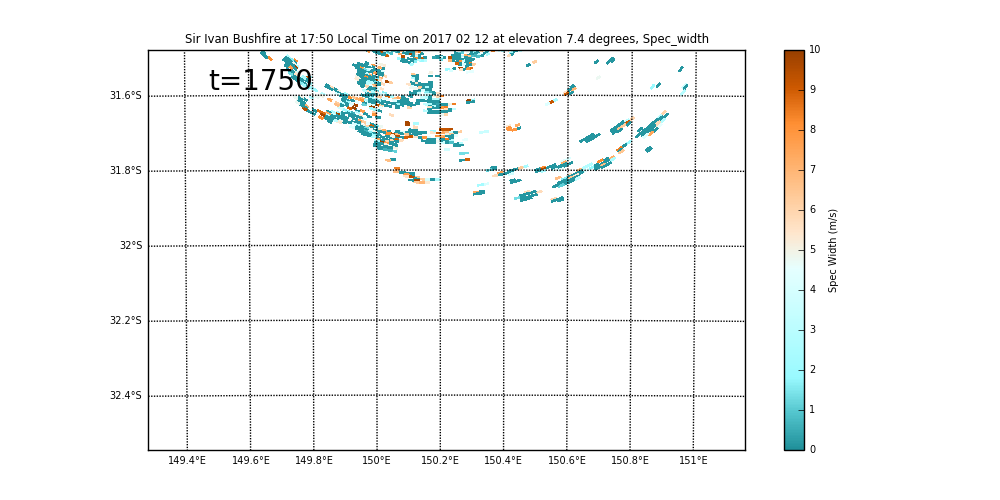 Sir Ivan Bushfire at 17:50 Local Time on 2017 02 12 at elevation 7.4 degrees, Spec_width
t=1750
31.6°S
31.8°S
32°S
32.2°S
32.4°S
149.4°E 149.6°E 149.8°E 150°E 150.2°E 150.4°E 150.6°E 150.8°E 151°E
10
9
8
7
6
5
4
3
2
1
0
Spec Width (m/s)